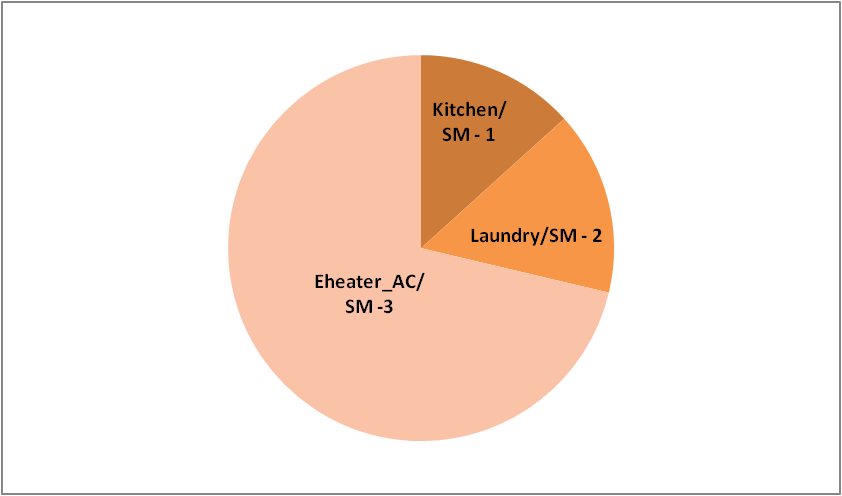 Kitchen/
SM - 1
Laundry/SM - 2
Eheater_AC/
SM -3